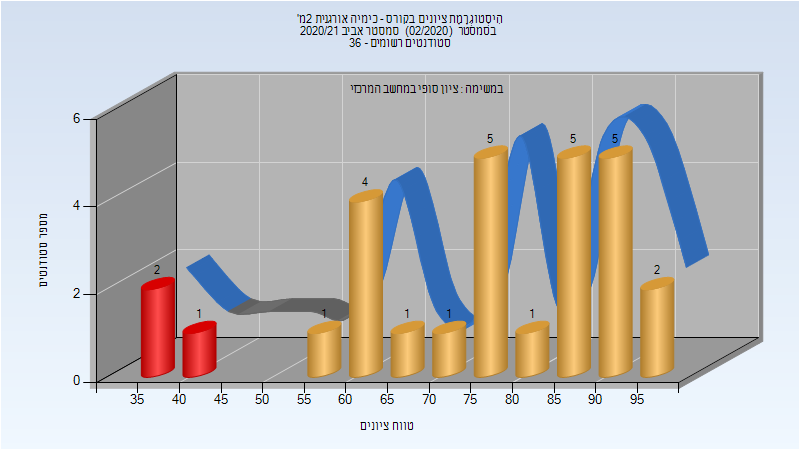 היסטוגרמת ציונים בקורס - כימיה אורגנית 2מ'
בסמסטר (02/2020) סמסטר אביב 2020/21
סטודנטים רשומים - 36
במשימה : ציון סופי במחשב המרכזי
מספר סטודנטים
6
4
2
0
2
1
1
4
1
1
5
1
5
5
2
35 40 45 50 55 60 65 70 75 80 85 90 95
טווח ציונים